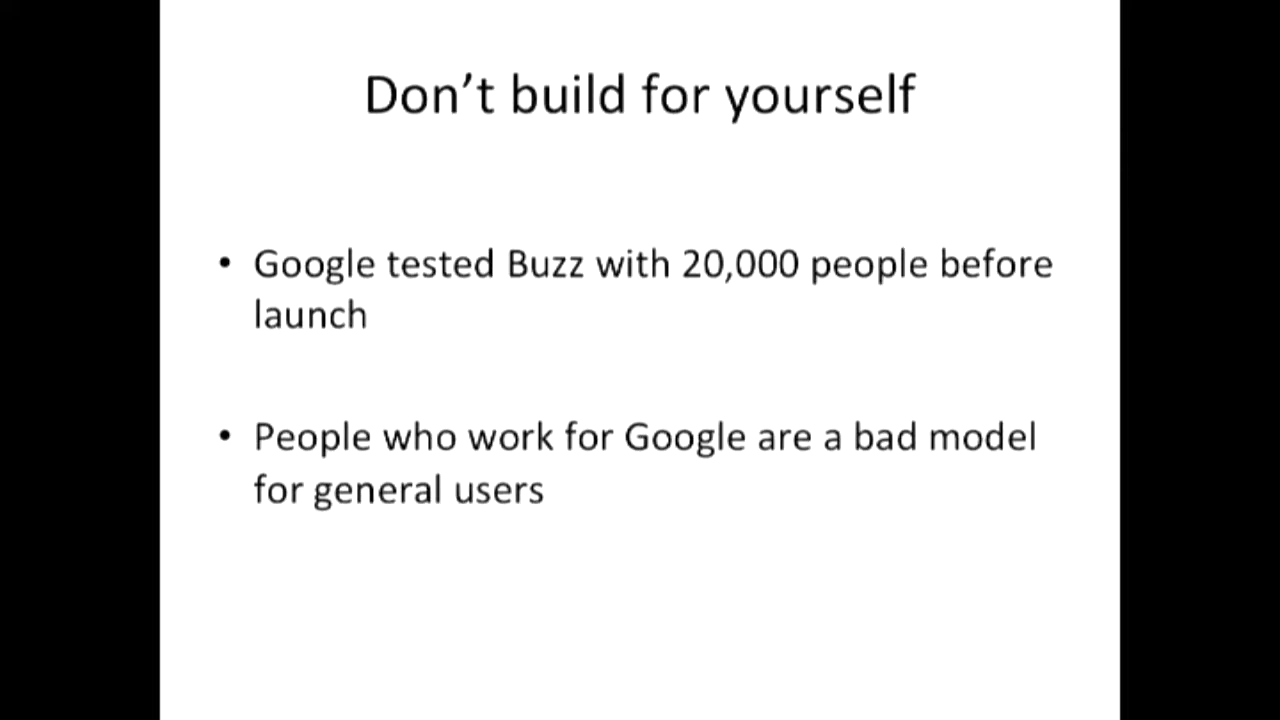 Don’t build for yourself
• Google tested Buzz with 20,000 people before
launch
• People who work for Google are a bad model
for general users